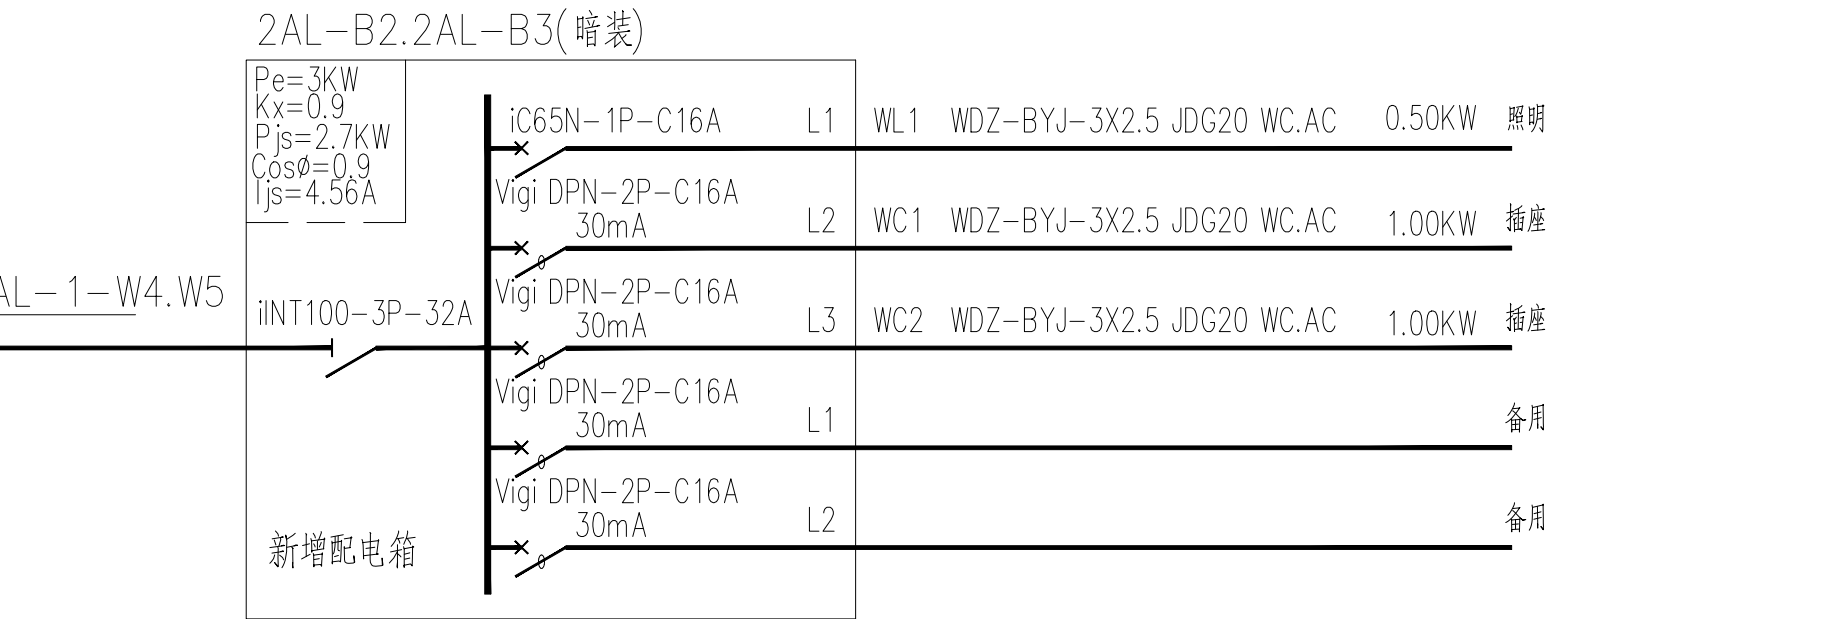 2AL-B2.2AL-B3(暗装)
Pe=3KW
Kx=0.9
Pjs=2.7KW
Cosø=0.9
Ijs=4.56A
iC65N-1P-C16A L1 WL1 WDZ-BYJ-3X2.5 JDG20 WC.AC 0.50KW 照明
Vigi DPN-2P-C16A
30mA L2 WC1 WDZ-BYJ-3X2.5 JDG20 WC.AC 1.00KW 插座
AL-1-W4.W5
iINT100-3P-32A
Vigi DPN-2P-C16A
30mA L3 WC2 WDZ-BYJ-3X2.5 JDG20 WC.AC 1.00KW 插座
Vigi DPN-2P-C16A
30mA L1 备用
Vigi DPN-2P-C16A
30mA L2 备用
新增配电箱